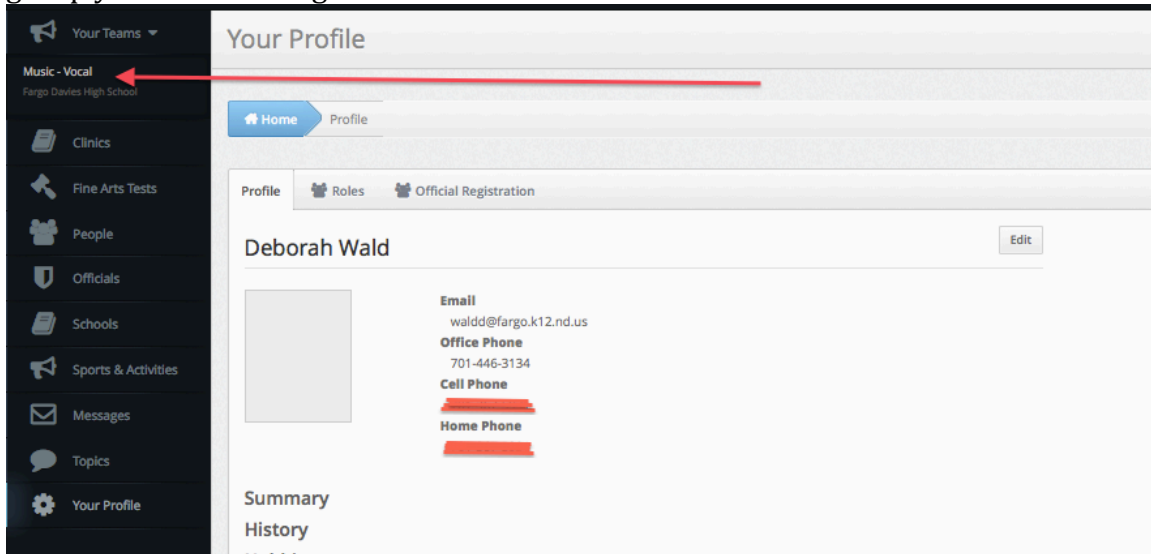 Your Teams
Your Profile
Music - Vocal
Fargo Davies High School
Home
Profile
Clinics
Fine Arts Tests
People
Officials
Schools
Sports & Activities
Messages
Topics
Your Profile
Profile
Roles
Official Registration
Deborah Wald
Edit
Email
waldd@fargo.k12.nd.us
Office Phone
701-446-3134
Cell Phone
Home Phone
Summary
History